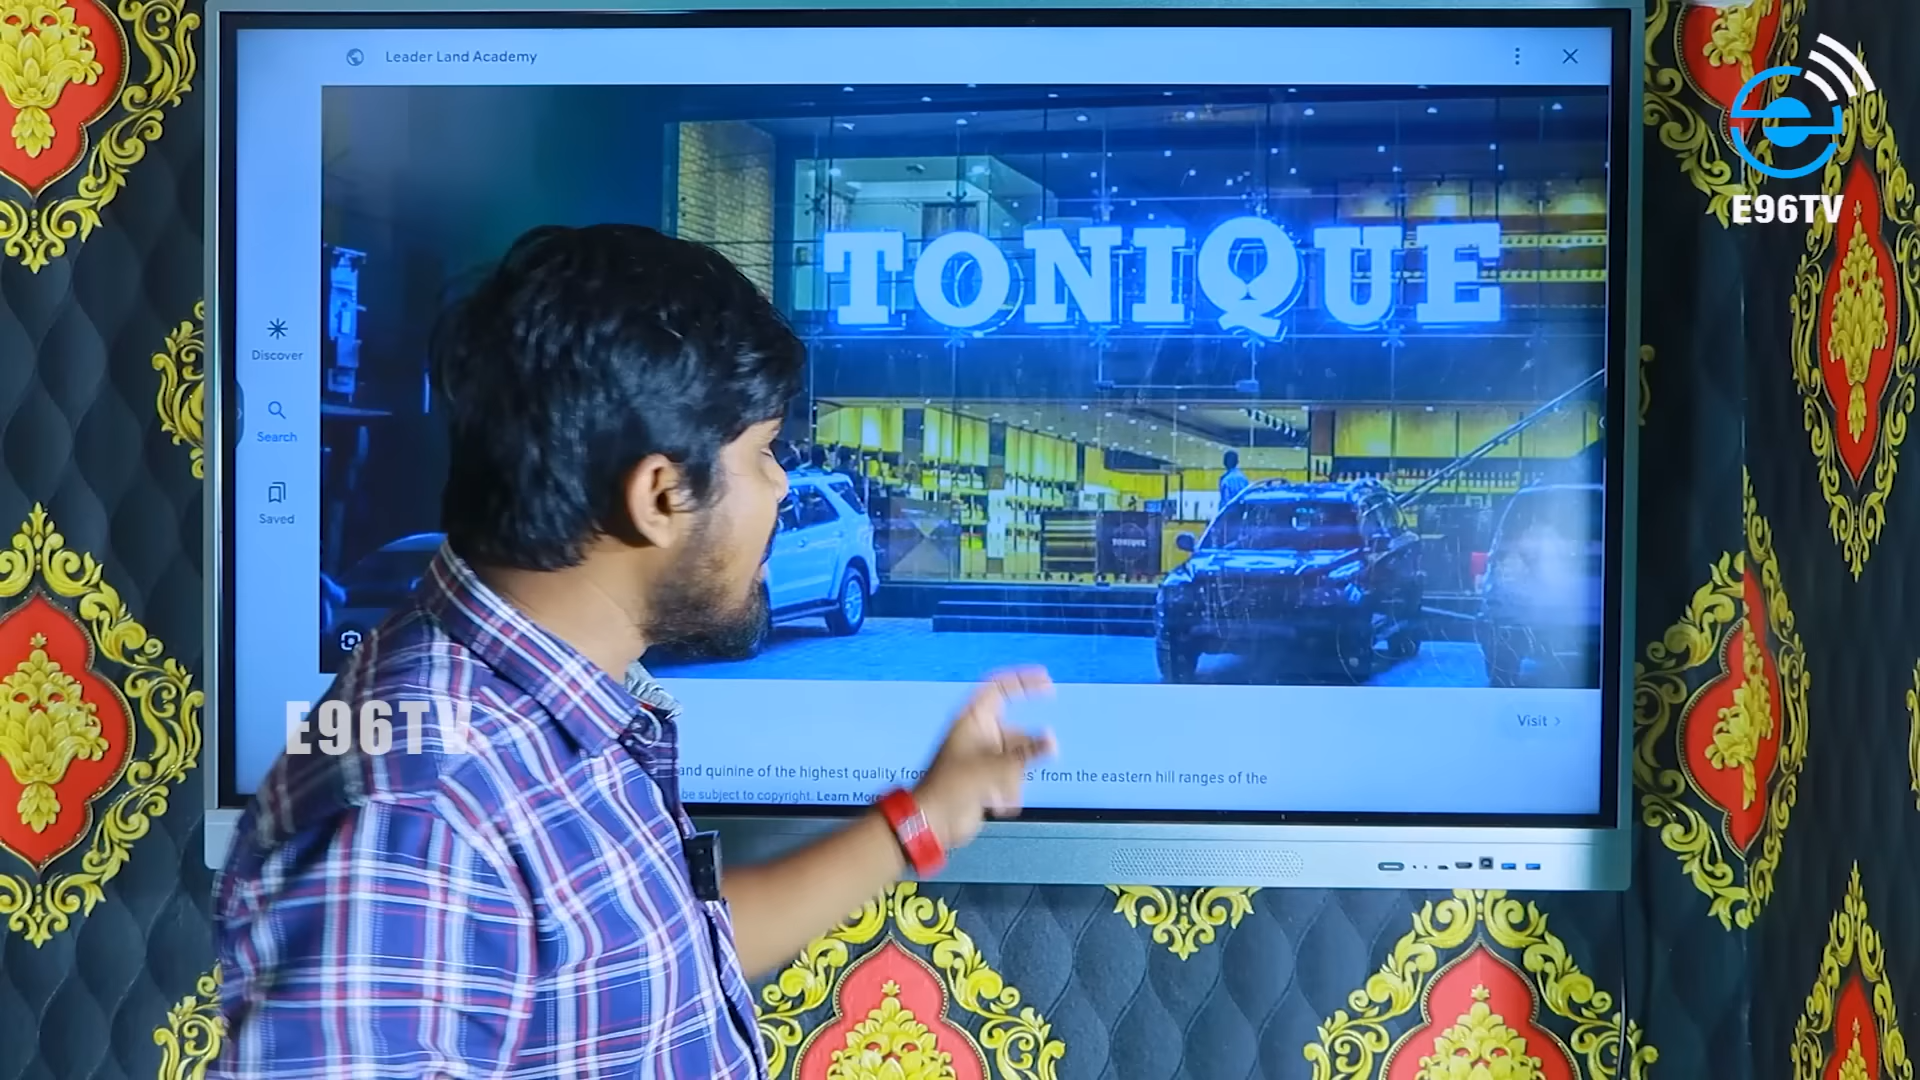 Leader Land Academy
E96TV
TONIQUE
Discover
Search
Saved
TONIQUE
E96TV
Visit
and quinine of the highest quality from the eastern hill ranges of the
be subject to copyright. Learn More